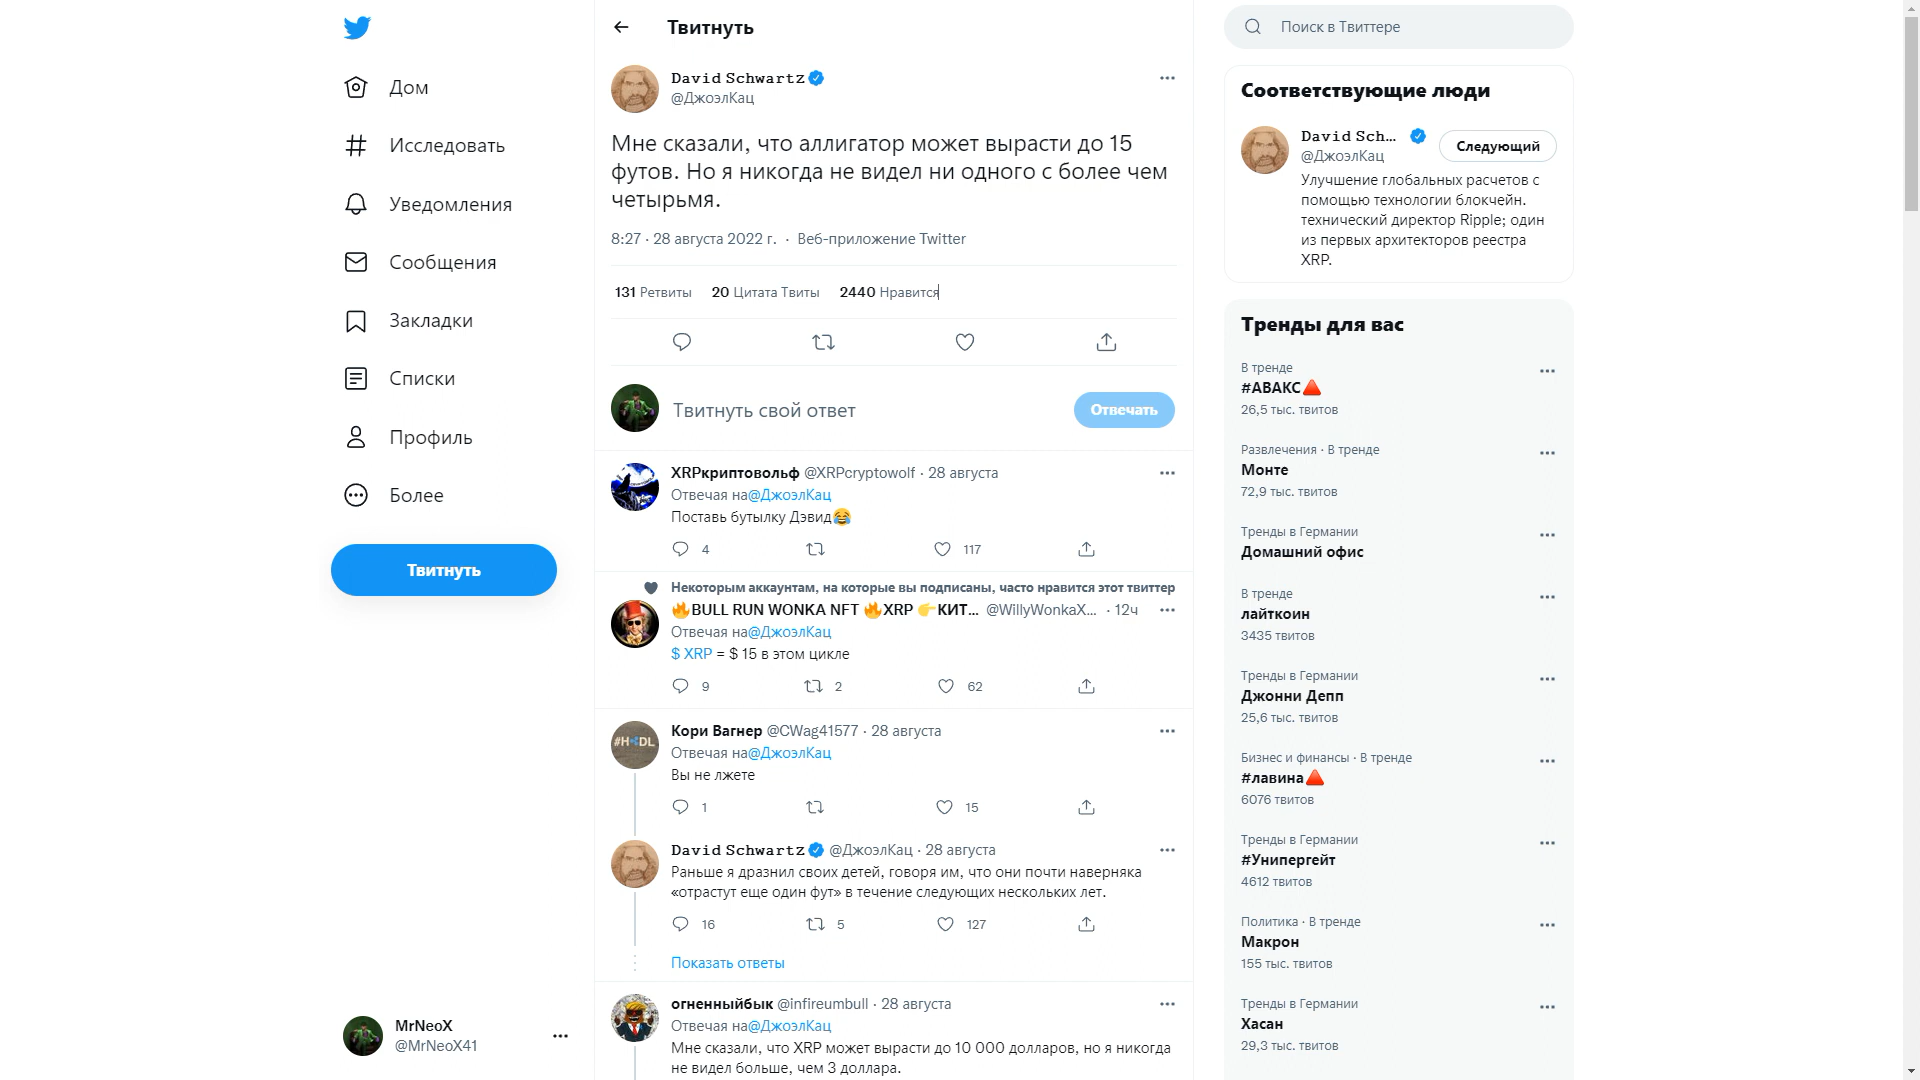 Дом
Исследовать
Уведомления
Сообщения
Закладки
Списки
Профиль
Более
Твитнуть
MrNeoX
@MrNeoX41
Твитнуть
David Schwartz
@ДжоэлКац
Мне сказали, что аллигатор может вырасти до 15
футов. Но я никогда не видел ни одного с более чем
четырьмя.
8:27 · 28 августа 2022 г. · Веб-приложение Twitter
131 Ретвиты 20 Цитата Твиты 2440 Нравится
Твитнуть свой ответ
Отвечать
XRPкриптовольф @XRPcryptowolf · 28 августа
Отвечая на@ДжоэлКац
Поставь бутылку Дэвид😂
4 117
Некоторым аккаунтам, на которые вы подписаны, часто нравится этот твиттер
🔥BULL RUN WONKA NFT 🔥XRP 👉КИТ... @WillyWonkaX... · 12ч
Отвечая на@ДжоэлКац
$ XRP = $ 15 в этом цикле
9 2 62
#H DL
Кори Вагнер @CWag41577 · 28 августа
Отвечая на@ДжоэлКац
Вы не лжете
1 15
David Schwartz @ДжоэлКац · 28 августа
Раньше я дразнил своих детей, говоря им, что они почти наверняка
«отрастут еще один фут» в течение следующих нескольких лет.
16 5 127
Показать ответы
огненныйбык @infireumbull · 28 августа
Отвечая на@ДжоэлКац
Мне сказали, что XRP может вырасти до 10 000 долларов, но я никогда
не видел больше, чем 3 доллара.
Поиск в Твиттере
Соответствующие люди
David Sch...
@ДжоэлКац
Следующий
Улучшение глобальных расчетов с
помощью технологии блокчейн.
технический директор Ripple; один
из первых архитекторов реестра
XRP.
Тренды для вас
В тренде
#АВАКС🔺
26,5 тыс. твитов
Развлечения · В тренде
Монте
72,9 тыс. твитов
Тренды в Германии
Домашний офис
В тренде
лайткоин
3435 твитов
Тренды в Германии
Джонни Депп
25,6 тыс. твитов
Бизнес и финансы · В тренде
#лавина🔺
6076 твитов
Тренды в Германии
#Унипергейт
4612 твитов
Политика · В тренде
Макрон
155 тыс. твитов
Тренды в Германии
Хасан
29,3 тыс. твитов